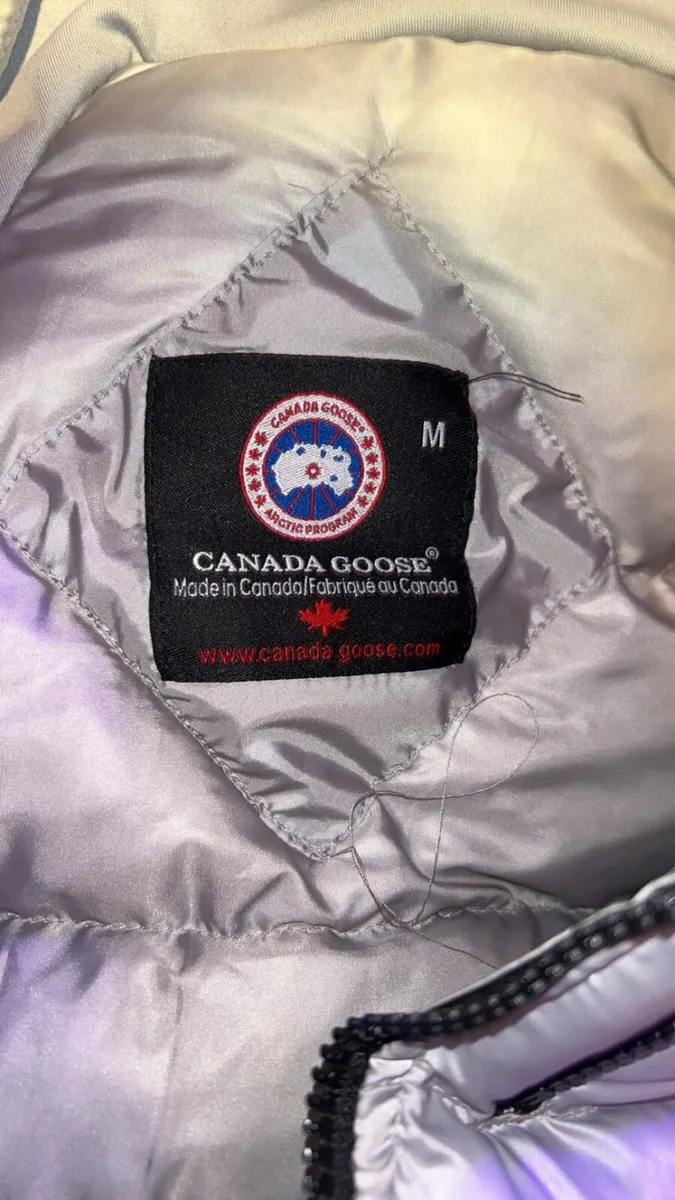 CANADA GOOSE®
ARCTIC PROGRAM
M
CANADA GOOSE®
Made in Canada/Fabriqué au Canada
www.canada goose.com